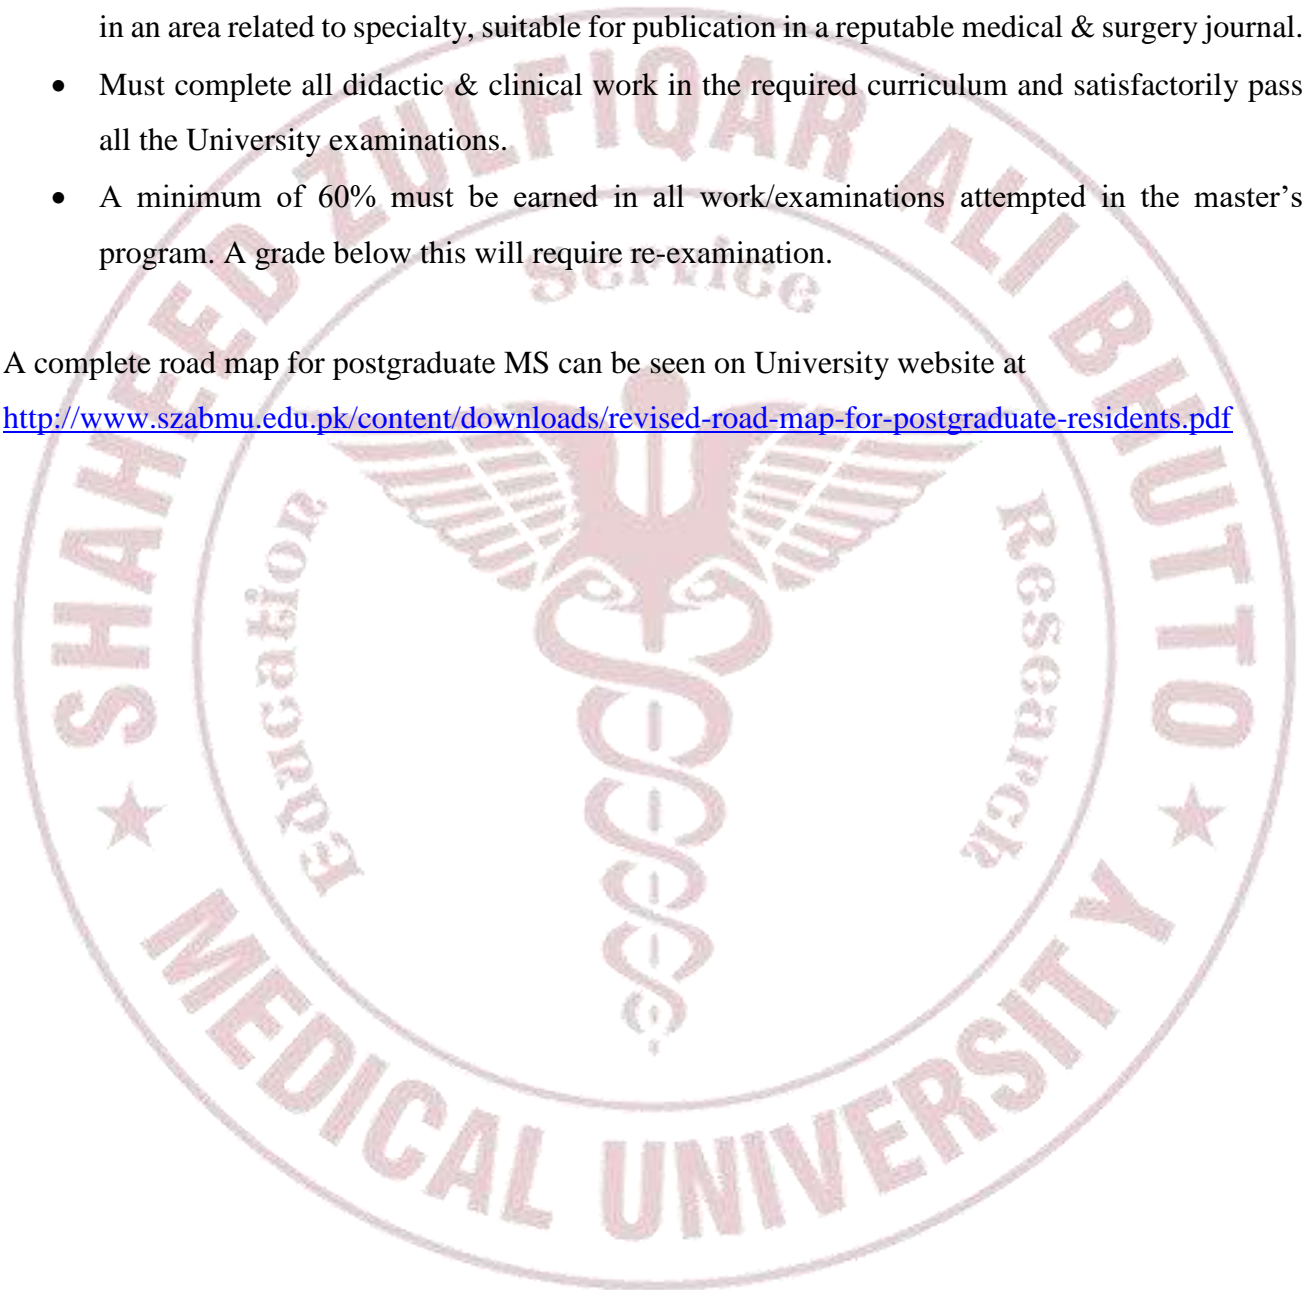 in an area related to specialty, suitable for publication in a reputable medical & surgery journal.
• Must complete all didactic & clinical work in the required curriculum and satisfactorily pass
all the University examinations.
• A minimum of 60% must be earned in all work/examinations attempted in the master’s
program. A grade below this will require re-examination.
A complete road map for postgraduate MS can be seen on University website at
http://www.szabmu.edu.pk/content/downloads/revised-road-map-for-postgraduate-residents.pdf
SHAHEED ZULFIQAR ALI BHUTTO
MEDICAL UNIVERSITY
Service
Education
Research